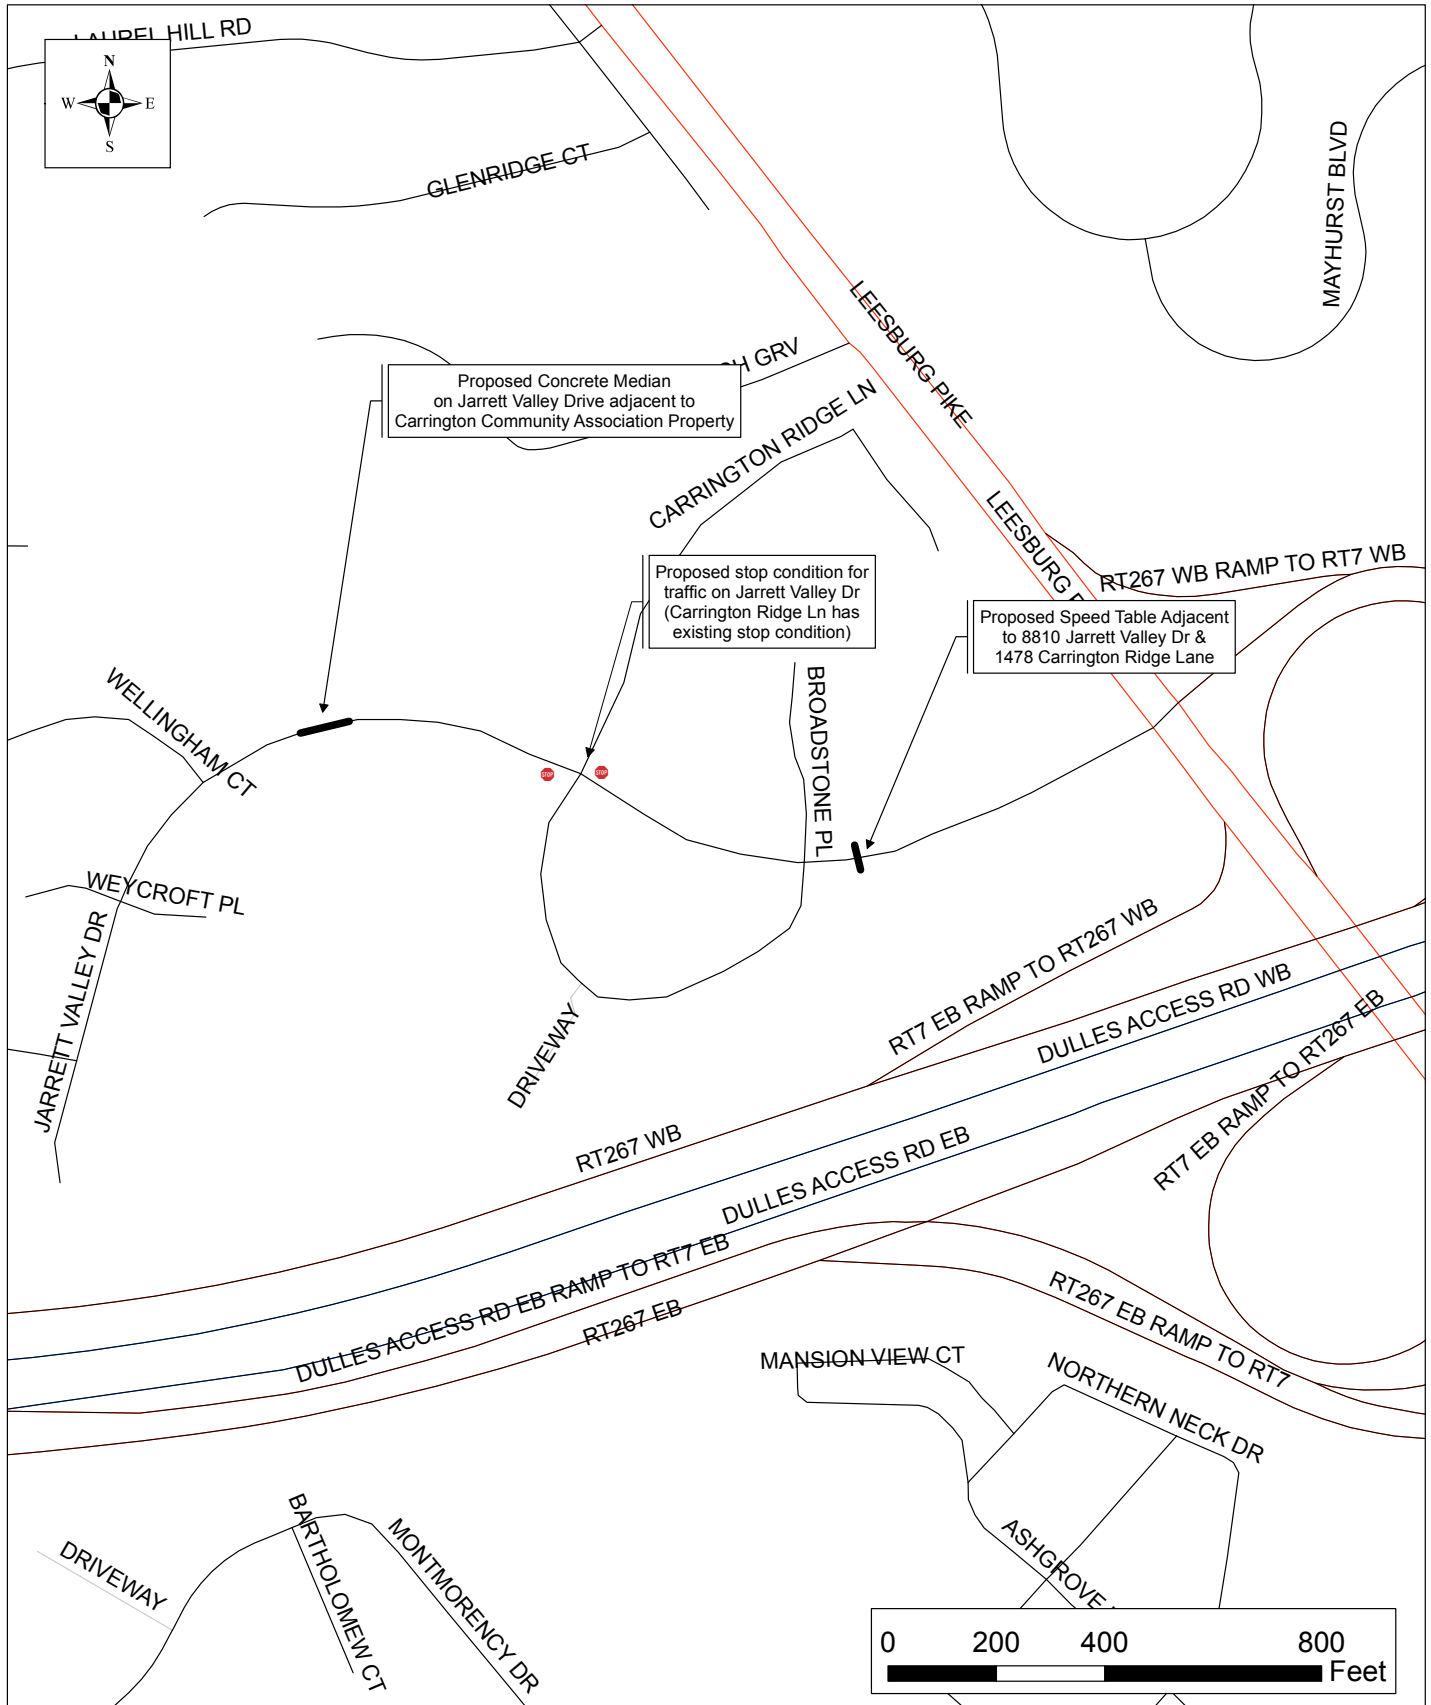 LAUREL HILL RD
N
W
E
S
GLENRIDGE CT
MAYHURST BLVD
LEESBURG PIKE
GRV
Proposed Concrete Median
on Jarrett Valley Drive adjacent to
Carrington Community Association Property
CARRINGTON RIDGE LN
LEESBURG
RT267 WB RAMP TO RT7 WB
Proposed stop condition for
traffic on Jarrett Valley Dr
(Carrington Ridge Ln has
existing stop condition)
Proposed Speed Table Adjacent
to 8810 Jarrett Valley Dr &
1478 Carrington Ridge Lane
WELLINGHAM CT
BROADSTONE PL
STOP
STOP
WEYCROFT PL
JARRETT VALLEY DR
RT7 EB RAMP TO RT267 WB
DULLES ACCESS RD WB
DRIVEWAY
RT7 EB RAMP TO RT267 EB
RT267 WB
DULLES ACCESS RD EB
DULLES ACCESS RD EB RAMP TO RT7 EB
RT267 EB
RT267 EB RAMP TO RT7
MANSION VIEW CT
NORTHERN NECK DR
BARTHOLOMEW CT
MONTMORENCY DR
DRIVEWAY
ASHGROVE
0 200 400 800
Feet